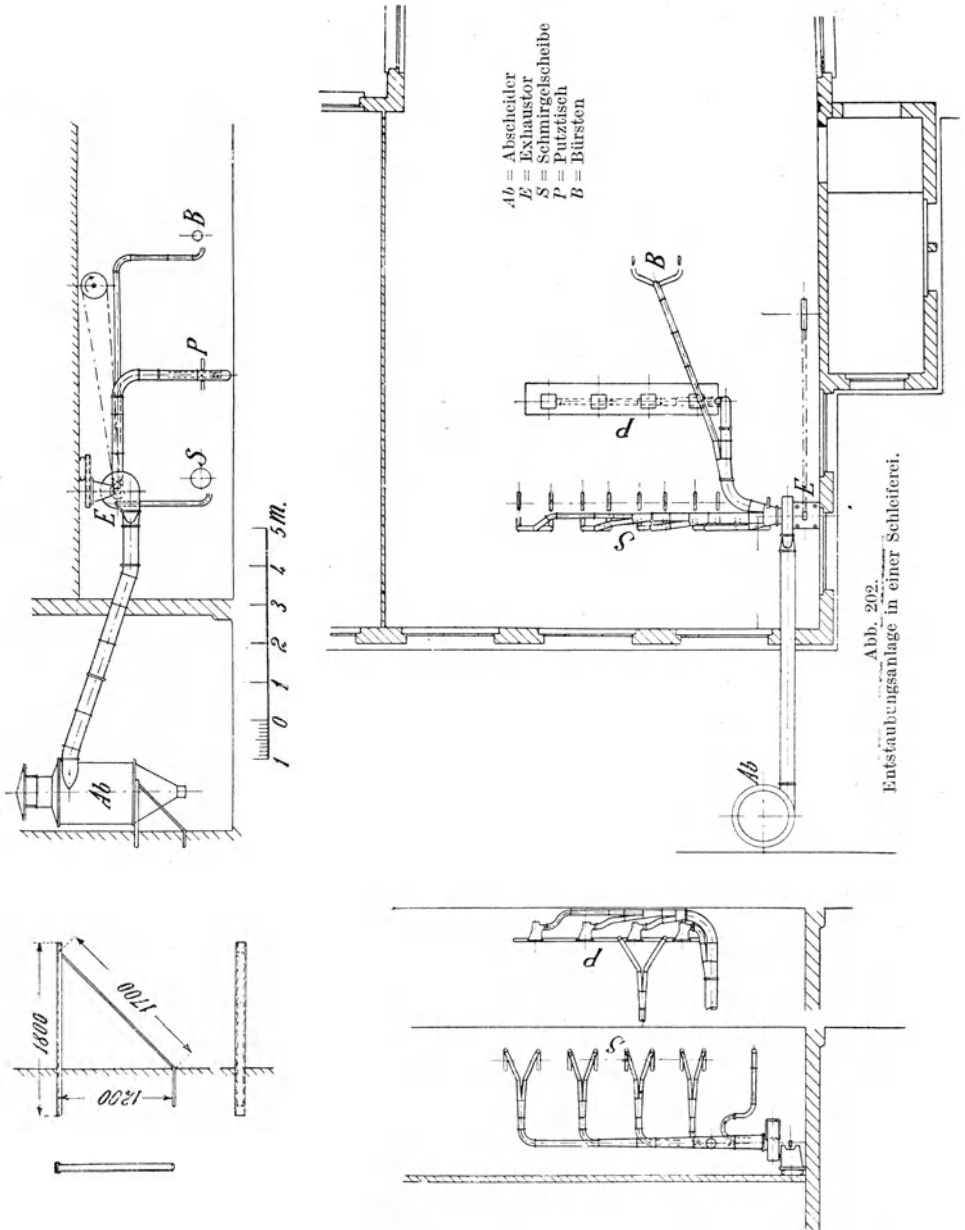 Ab
E
S
P
B
1 0 1 2 3 4 5 m.
1800
1700
1200
Ab = Abscheider
E = Exhaustor
S = Schmirgelscheibe
P = Putztisch
B = Bürsten
B
P
S
E
Ab
P
S
Abb. 202.
Entstaubungsanlage in einer Schleiferei.